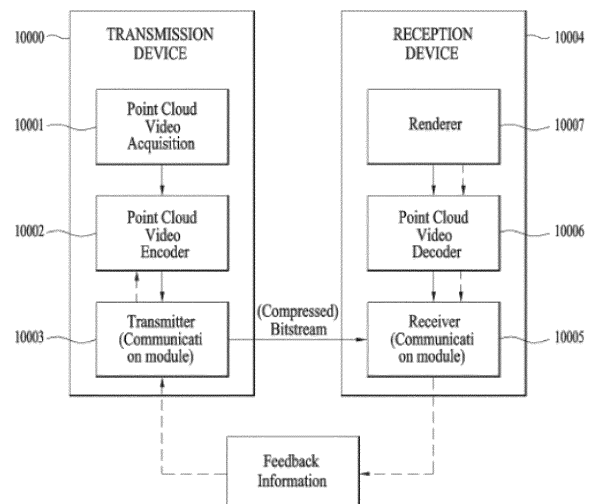 10000
TRANSMISSION
DEVICE
10001
Point Cloud
Video
Acquisition
10002
Point Cloud
Video
Encoder
10003
Transmitter
(Communicati
on module)
(Compressed)
Bitstream
RECEPTION
DEVICE
10004
Renderer
10007
Point Cloud
Video
Decoder
10006
Receiver
(Communicati
on module)
10005
Feedback
Information